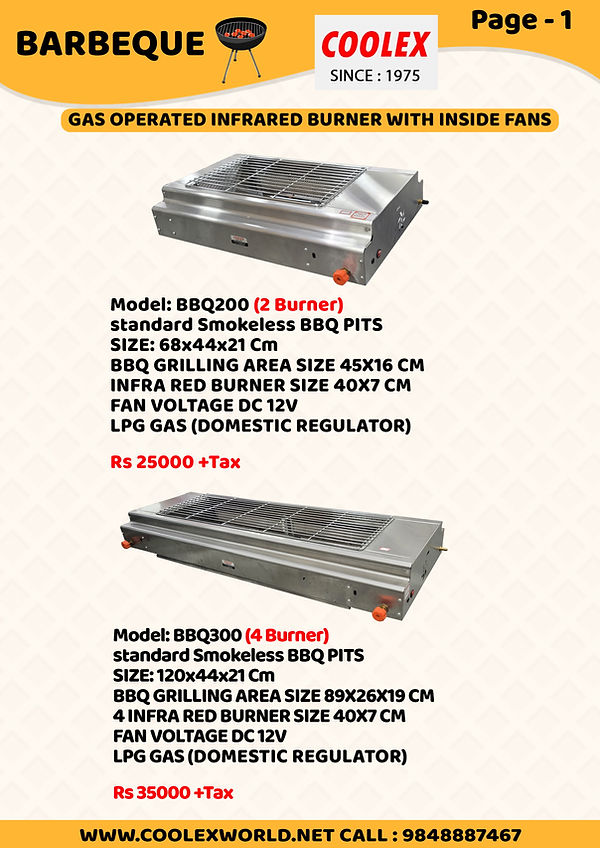 BARBEQUE
COOLEX
SINCE : 1975
Page - 1
GAS OPERATED INFRARED BURNER WITH INSIDE FANS
Model: BBQ200 (2 Burner)
standard Smokeless BBQ PITS
SIZE: 68x44x21 Cm
BBQ GRILLING AREA SIZE 45X16 CM
INFRA RED BURNER SIZE 40X7 CM
FAN VOLTAGE DC 12V
LPG GAS (DOMESTIC REGULATOR)
Rs 25000 +Tax
Model: BBQ300 (4 Burner)
standard Smokeless BBQ PITS
SIZE: 120x44x21 Cm
BBQ GRILLING AREA SIZE 89X26X19 CM
4 INFRA RED BURNER SIZE 40X7 CM
FAN VOLTAGE DC 12V
LPG GAS (DOMESTIC REGULATOR)
Rs 35000 +Tax
WWW.COOLEXWORLD.NET CALL : 9848887467